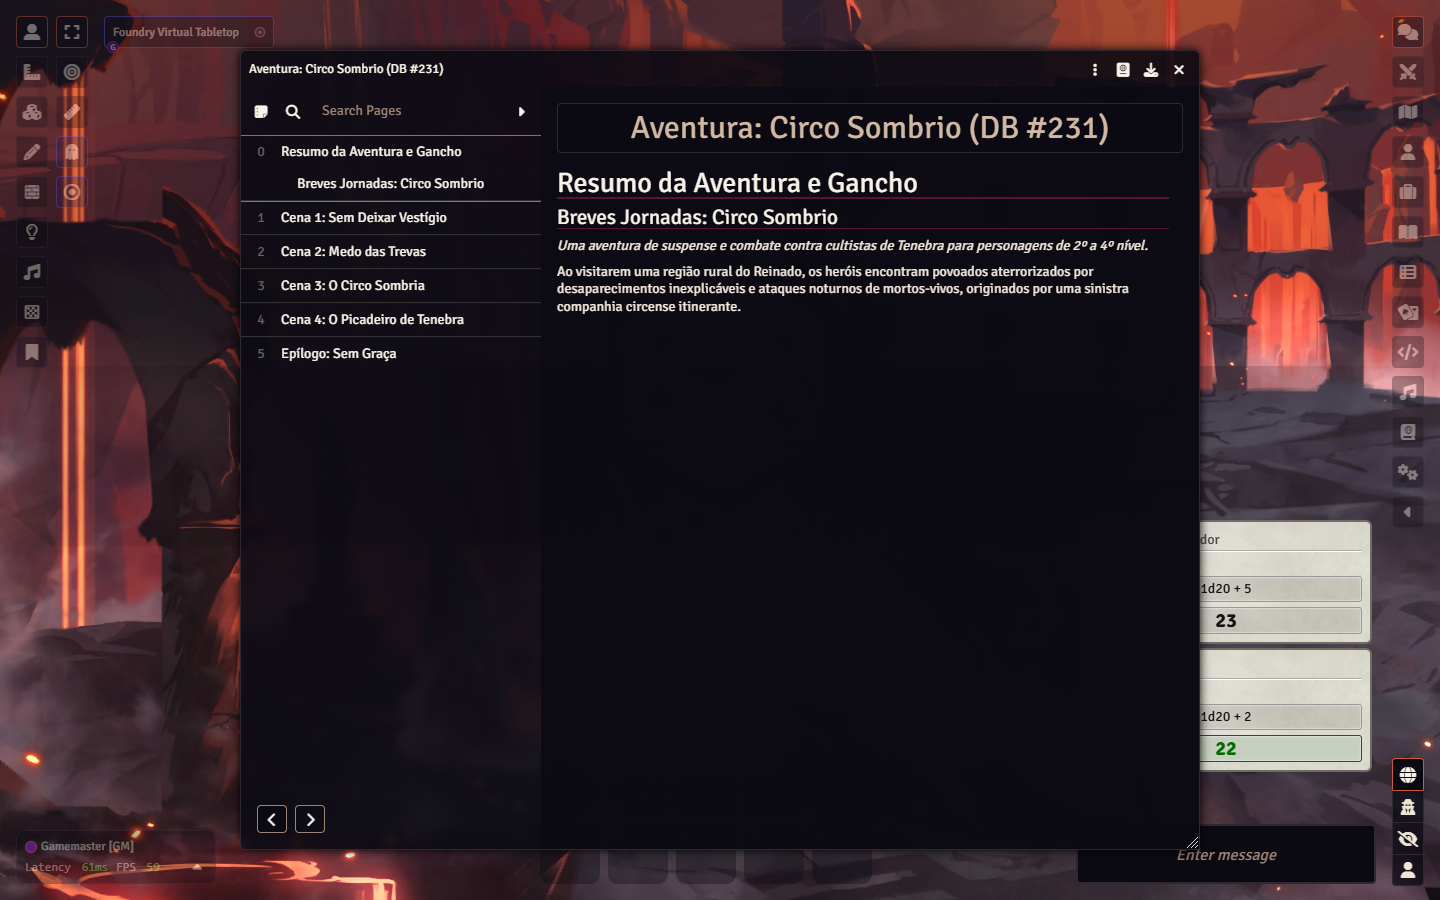 Foundry Virtual Tabletop
G
Aventura: Circo Sombrio (DB #231)
Search Pages
0 Resumo da Aventura e Gancho
Breves Jornadas: Circo Sombrio
1 Cena 1: Sem Deixar Vestígio
2 Cena 2: Medo das Trevas
3 Cena 3: O Circo Sombria
4 Cena 4: O Picadeiro de Tenebra
5 Epílogo: Sem Graça
Aventura: Circo Sombrio (DB #231)
Resumo da Aventura e Gancho
Breves Jornadas: Circo Sombrio
Uma aventura de suspense e combate contra cultistas de Tenebra para personagens de 2º a 4º nível.
Ao visitarem uma região rural do Reinado, os heróis encontram povoados aterrorizados por
desaparecimentos inexplicáveis e ataques noturnos de mortos-vivos, originados por uma sinistra
companhia circense itinerante.
dor
1d20 + 5
23
1d20 + 2
22
Enter message
Gamemaster [GM]
Latency 61ms FPS 59